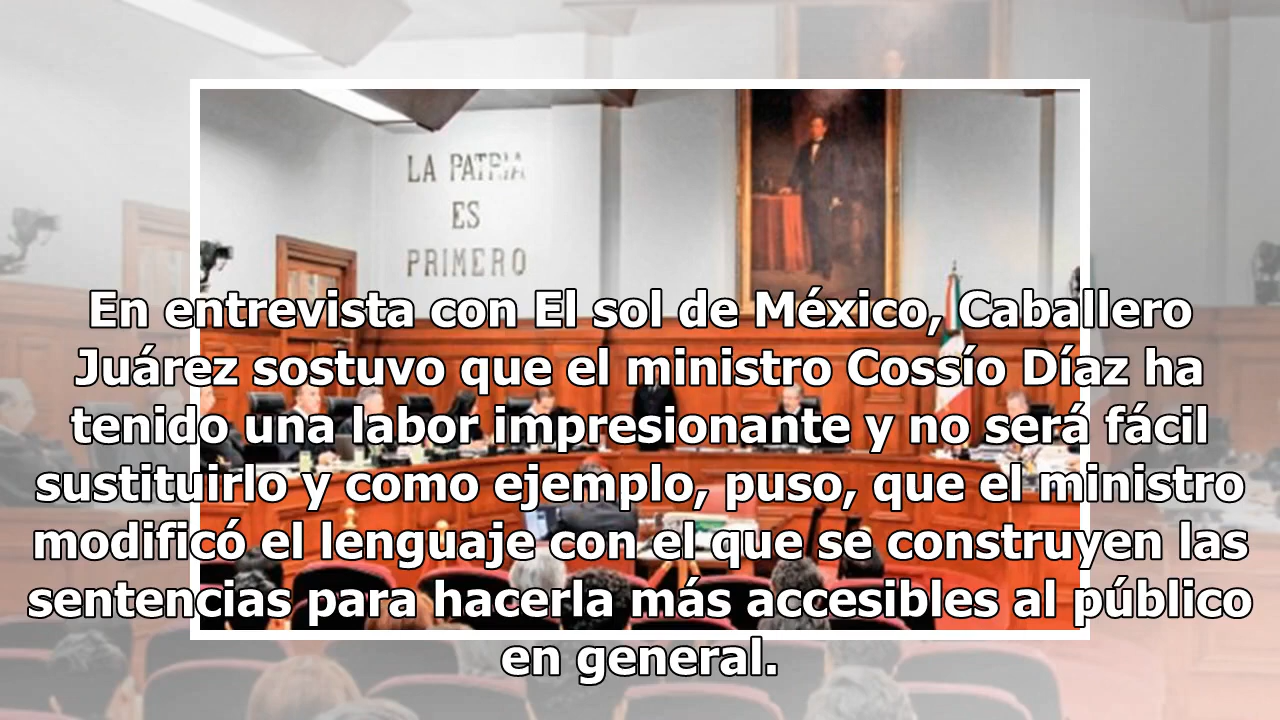 LA PATRIA
ES
PRIMERO
En entrevista con El sol de México, Caballero
Juárez sostuvo que el ministro Cossío Díaz ha
tenido una labor impresionante y no será fácil
sustituirlo y como ejemplo, puso, que el ministro
modificó el lenguaje con el que se construyen las
sentencias para hacerla más accesibles al público
en general.